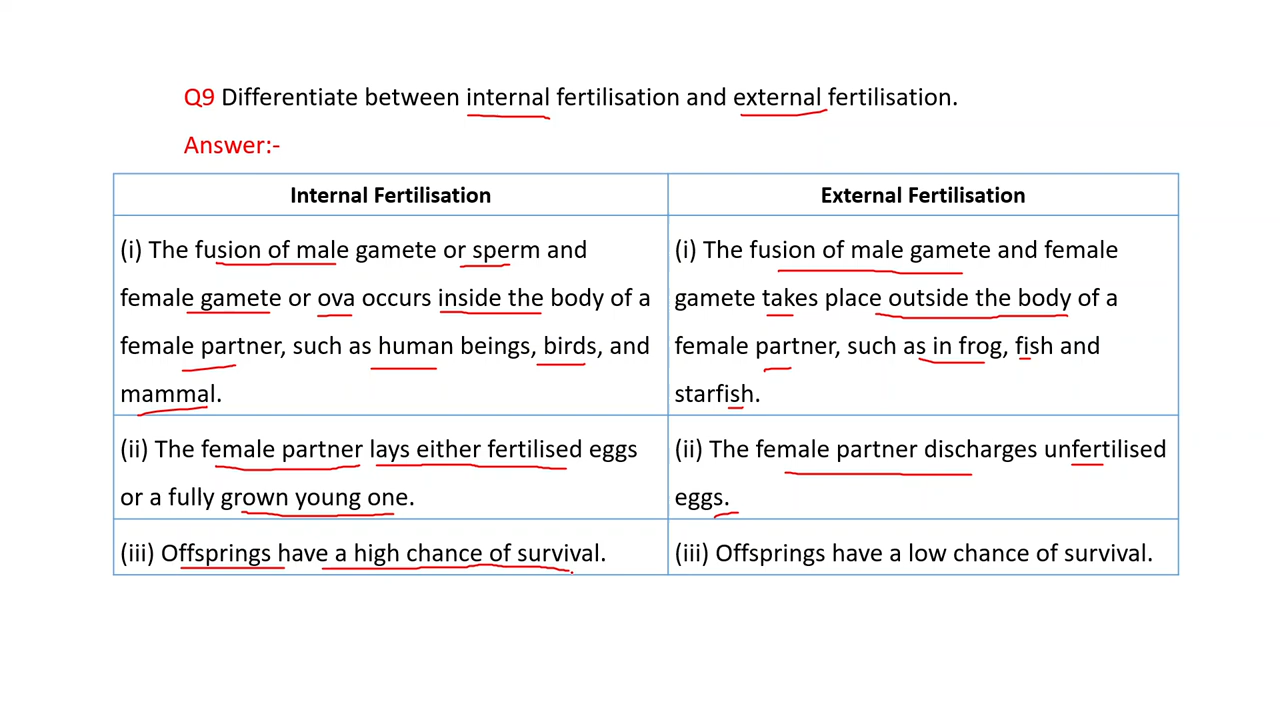 Q9 Differentiate between internal fertilisation and external fertilisation.
Answer:-
Internal Fertilisation
(i) The fusion of male gamete or sperm and
female gamete or ova occurs inside the body of a
female partner, such as human beings, birds, and
mammal.
(ii) The female partner lays either fertilised eggs
or a fully grown young one.
(iii) Offsprings have a high chance of survival.
External Fertilisation
(i) The fusion of male gamete and female
gamete takes place outside the body of a
female partner, such as in frog, fish and
starfish.
(ii) The female partner discharges unfertilised
eggs.
(iii) Offsprings have a low chance of survival.